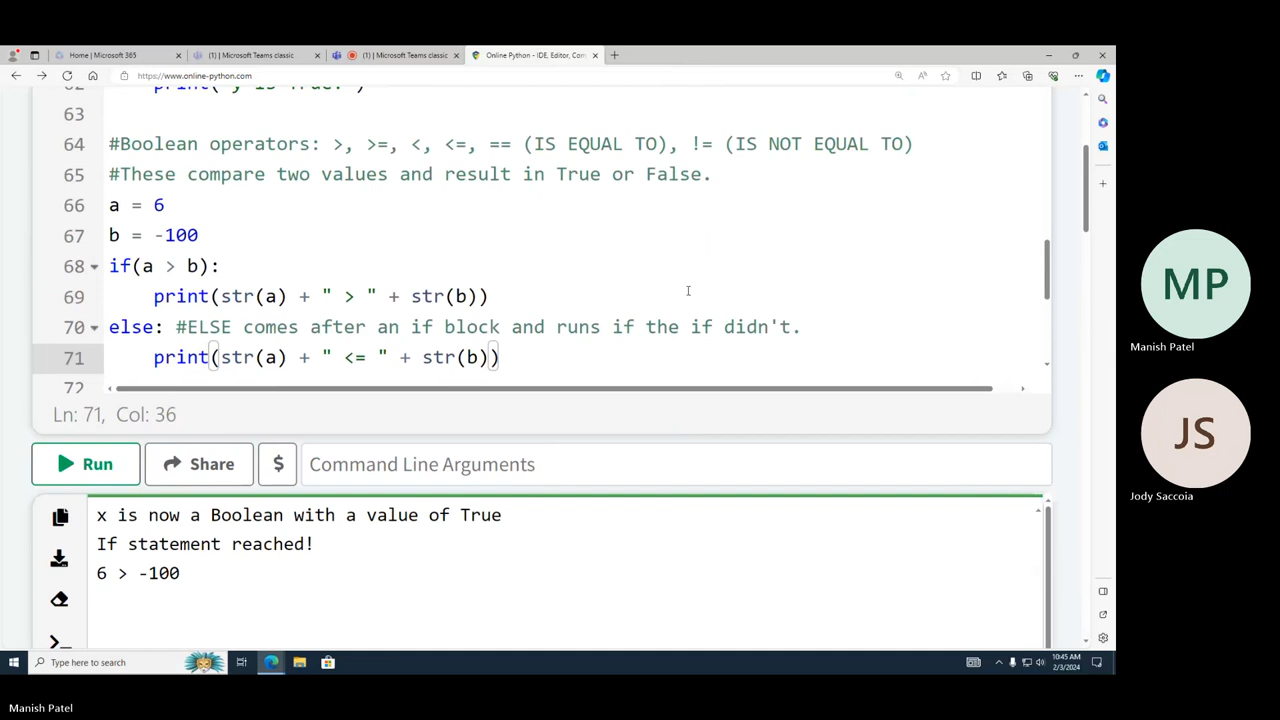 Home | Microsoft 365
(1) | Microsoft Teams classic
(1) | Microsoft Teams classic
Online Python - IDE, Editor, Com
https://www.online-python.com
62 print("y is True.")
63
64 #Boolean operators: >, >=, <, <=, == (IS EQUAL TO), != (IS NOT EQUAL TO)
65 #These compare two values and result in True or False.
66 a = 6
67 b = -100
68 if(a > b):
69 print(str(a) + " > " + str(b))
70 else: #ELSE comes after an if block and runs if the if didn't.
71 print(str(a) + " <= " + str(b))
72
Ln: 71, Col: 36
Run
Share
$
Command Line Arguments
x is now a Boolean with a value of True
If statement reached!
6 > -100
MP
Manish Patel
JS
Jody Saccoia
Type here to search
10:45 AM
2/3/2024
Manish Patel